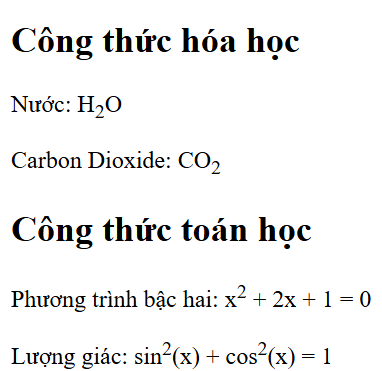 Công thức hóa học
Nước: H₂O
Carbon Dioxide: CO₂
Công thức toán học
Phương trình bậc hai: x² + 2x + 1 = 0
Lượng giác: sin²(x) + cos²(x) = 1